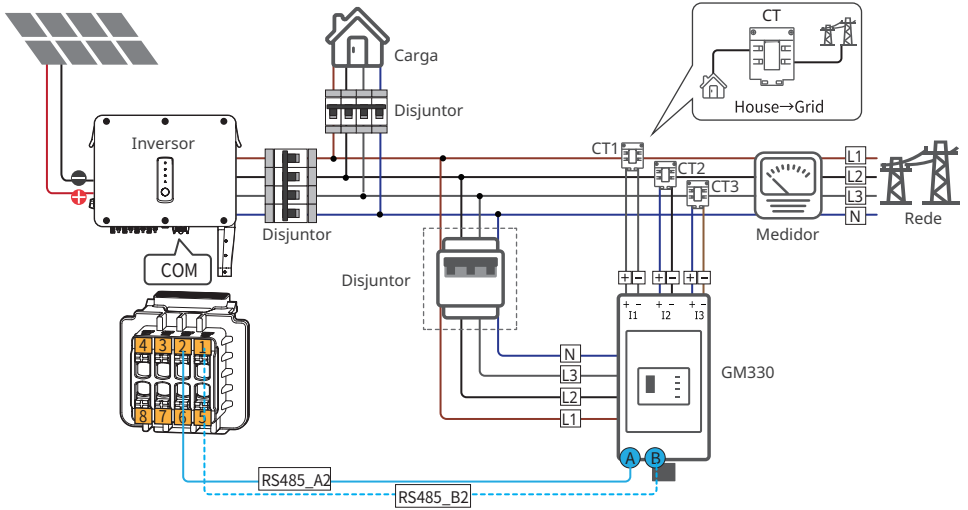 CT
House→Grid
Carga
Disjuntor
Inversor
Disjuntor
CT1
CT2
CT3
L1
L2
L3
N
Medidor
Rede
COM
Disjuntor
+ − + − + −
+ − + − + −
I1 I2 I3
GM330
N
L3
L2
L1
4 3 2 1
8 7 6 5
A B
RS485_A2
RS485_B2